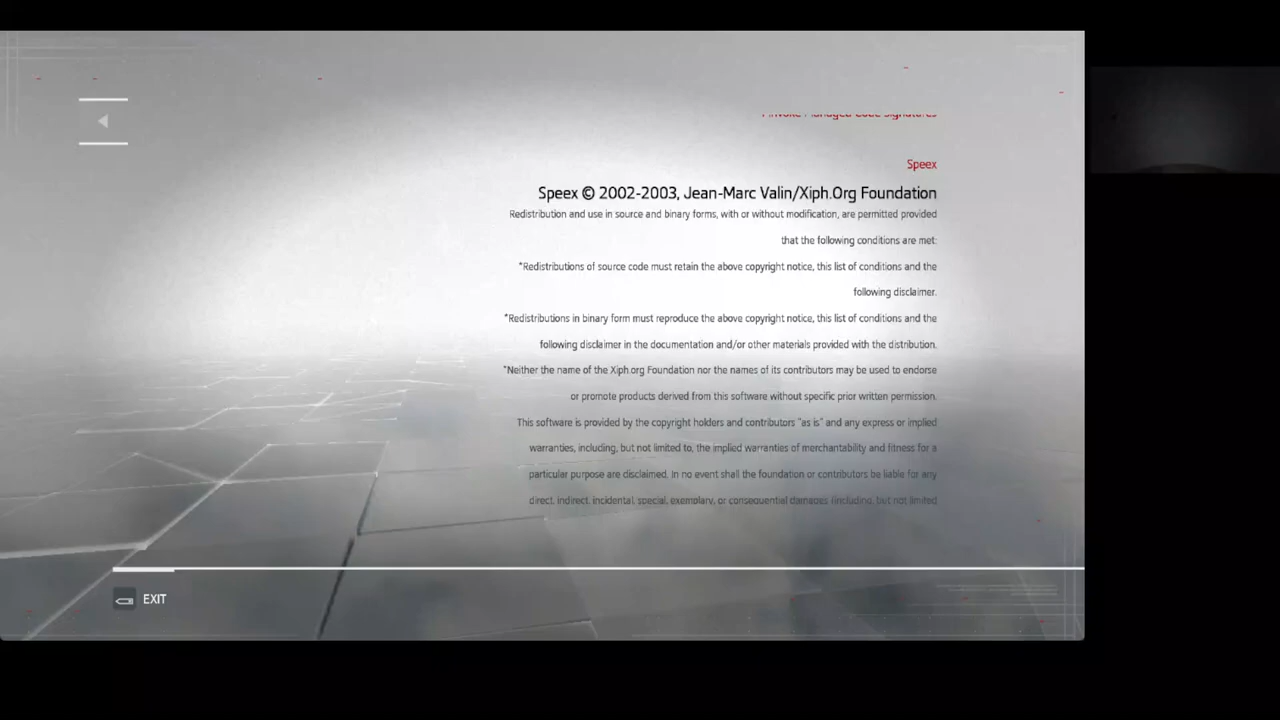 P/Invoke Managed Code Signatures
Speex
Speex © 2002-2003, Jean-Marc Valin/Xiph.Org Foundation
Redistribution and use in source and binary forms, with or without modification, are permitted provided
that the following conditions are met:
*Redistributions of source code must retain the above copyright notice, this list of conditions and the
following disclaimer.
*Redistributions in binary form must reproduce the above copyright notice, this list of conditions and the
following disclaimer in the documentation and/or other materials provided with the distribution.
*Neither the name of the Xiph.org Foundation nor the names of its contributors may be used to endorse
or promote products derived from this software without specific prior written permission.
This software is provided by the copyright holders and contributors "as is" and any express or implied
warranties, including, but not limited to, the implied warranties of merchantability and fitness for a
particular purpose are disclaimed. In no event shall the foundation or contributors be liable for any
direct, indirect, incidental, special, exemplary, or consequential damages (including, but not limited
EXIT